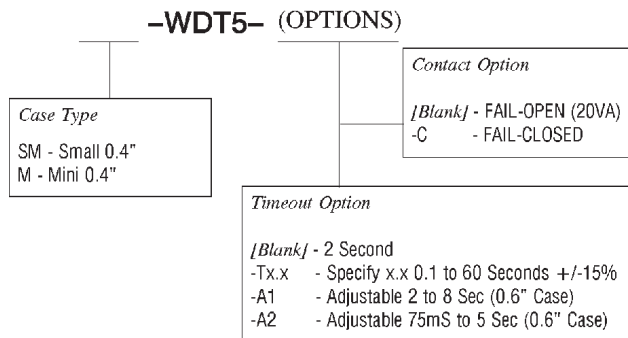 –WDT5– (OPTIONS)
Case Type
SM - Small 0.4"
M - Mini 0.4"
Contact Option
[Blank] - FAIL-OPEN (20VA)
-C - FAIL-CLOSED
Timeout Option
[Blank] - 2 Second
-Tx.x - Specify x.x 0.1 to 60 Seconds +/-15%
-A1 - Adjustable 2 to 8 Sec (0.6" Case)
-A2 - Adjustable 75mS to 5 Sec (0.6" Case)